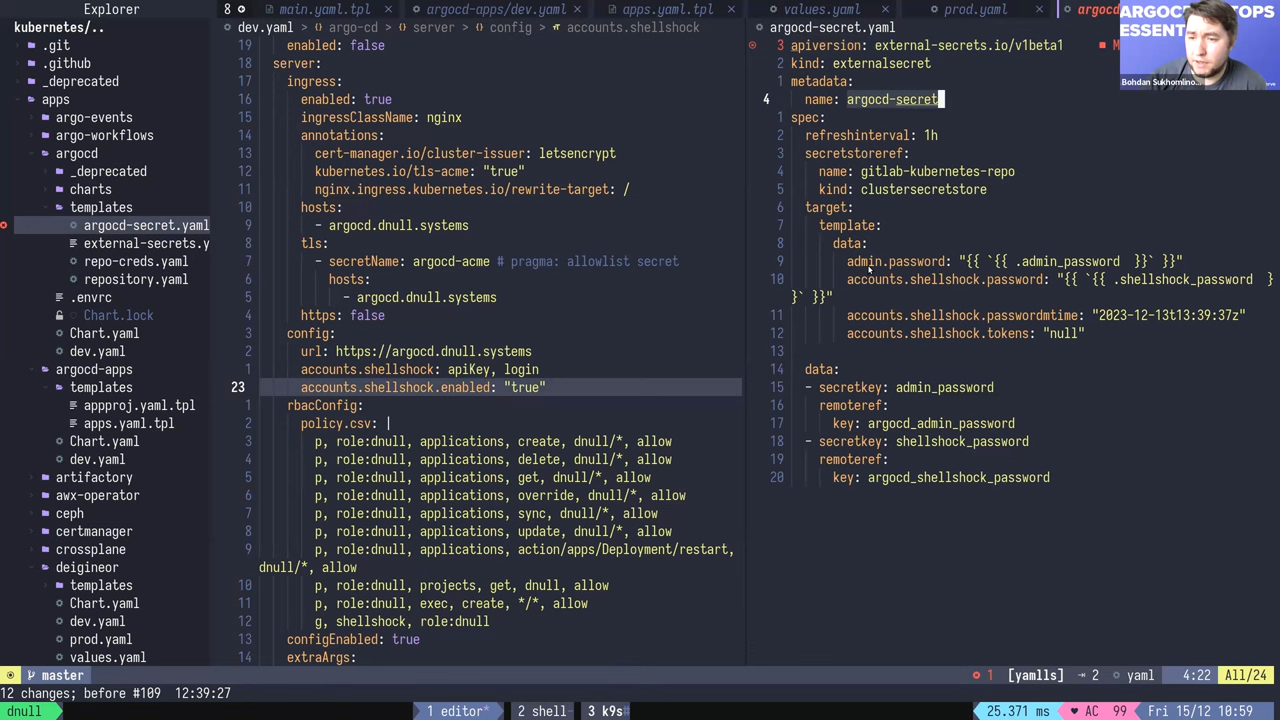 Explorer
8
main.yaml.tpl
argocd-apps/dev.yaml
apps.yaml.tpl
values.yaml
prod.yaml
argocd
ARGOCD
OPS
ESSENT
Bohdan Sukhomlino
kubernetes/..
.git
.github
_deprecated
apps
argo-events
argo-workflows
argocd
_deprecated
charts
templates
argocd-secret.yaml
external-secrets.y
repo-creds.yaml
repository.yaml
.envrc
Chart.lock
Chart.yaml
dev.yaml
argocd-apps
templates
appproj.yaml.tpl
apps.yaml.tpl
Chart.yaml
dev.yaml
artifactory
awx-operator
ceph
certmanager
crossplane
deigineor
templates
Chart.yaml
dev.yaml
prod.yaml
values.yaml
dev.yaml > argo-cd > {} server > {} config > accounts.shellshock
19 enabled: false
18 server:
17 ingress:
16 enabled: true
15 ingressClassName: nginx
14 annotations:
13 cert-manager.io/cluster-issuer: letsencrypt
12 kubernetes.io/tls-acme: "true"
11 nginx.ingress.kubernetes.io/rewrite-target: /
10 hosts:
9 - argocd.dnull.systems
8 tls:
7 - secretName: argocd-acme # pragma: allowlist secret
6 hosts:
5 - argocd.dnull.systems
4 https: false
3 config:
2 url: https://argocd.dnull.systems
1 accounts.shellshock: apiKey, login
23 accounts.shellshock.enabled: "true"
1 rbacConfig:
2 policy.csv: |
3 p, role:dnull, applications, create, dnull/*, allow
4 p, role:dnull, applications, delete, dnull/*, allow
5 p, role:dnull, applications, get, dnull/*, allow
6 p, role:dnull, applications, override, dnull/*, allow
7 p, role:dnull, applications, sync, dnull/*, allow
8 p, role:dnull, applications, update, dnull/*, allow
9 p, role:dnull, applications, action/apps/Deployment/restart,
dnull/*, allow
10 p, role:dnull, projects, get, dnull, allow
11 p, role:dnull, exec, create, */*, allow
12 g, shellshock, role:dnull
13 configEnabled: true
14 extraArgs:
argocd-secret.yaml
3 apiversion: external-secrets.io/v1beta1 M
2 kind: externalsecret
1 metadata:
4 name: argocd-secret
1 spec:
2 refreshinterval: 1h
3 secretstoreref:
4 name: gitlab-kubernetes-repo
5 kind: clustersecretstore
6 target:
7 template:
8 data:
9 admin.password: "{{ `{{ .admin_password }}` }}"
10 accounts.shellshock.password: "{{ `{{ .shellshock_password }
}` }}"
11 accounts.shellshock.passwordmtime: "2023-12-13t13:39:37z"
12 accounts.shellshock.tokens: "null"
13
14 data:
15 - secretkey: admin_password
16 remoteref:
17 key: argocd_admin_password
18 - secretkey: shellshock_password
19 remoteref:
20 key: argocd_shellshock_password
master
1 [yamlls] 2 yaml 4:22 All/24
12 changes; before #109 12:39:27
dnull
1 editor* 2 shell- 3 k9s#
25.371 ms
AC 99
Fri 15/12 10:59